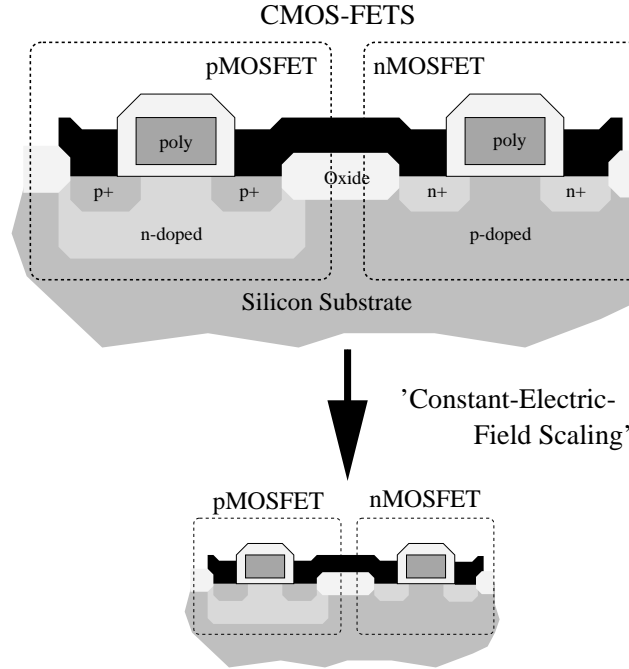 CMOS-FETS
pMOSFET
nMOSFET
poly
poly
p+
p+
Oxide
n+
n+
n-doped
p-doped
Silicon Substrate
’Constant-Electric-
Field Scaling’
pMOSFET
nMOSFET